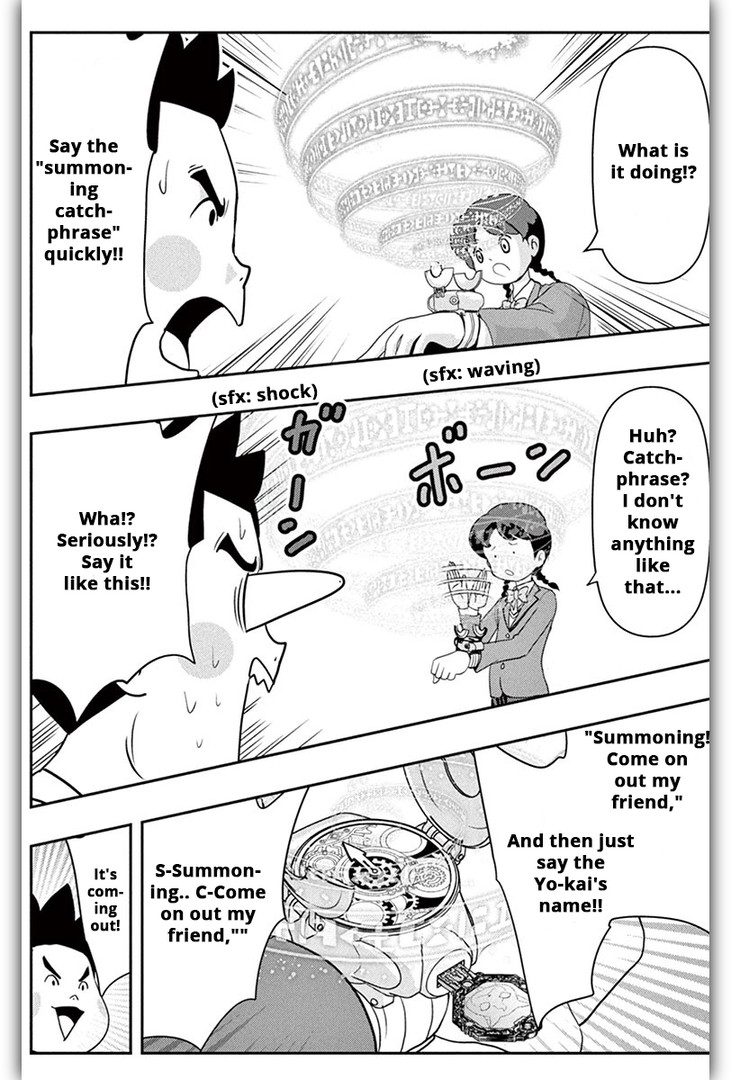 What is
it doing!?
Say the
"summon-
ing
catch-
phrase"
quickly!!
(sfx: waving)
(sfx: shock)
Huh?
Catch-
phrase?
I don't
know
anything
like
that...
ボーン
ガーン
Wha!?
Seriously!?
Say it
like this!!
"Summoning!
Come on
out my
friend,"
And then just
say the
Yo-kai's
name!!
S-Summon-
ing.. C-Come
on out my
friend,""
It's
com-
ing
out!